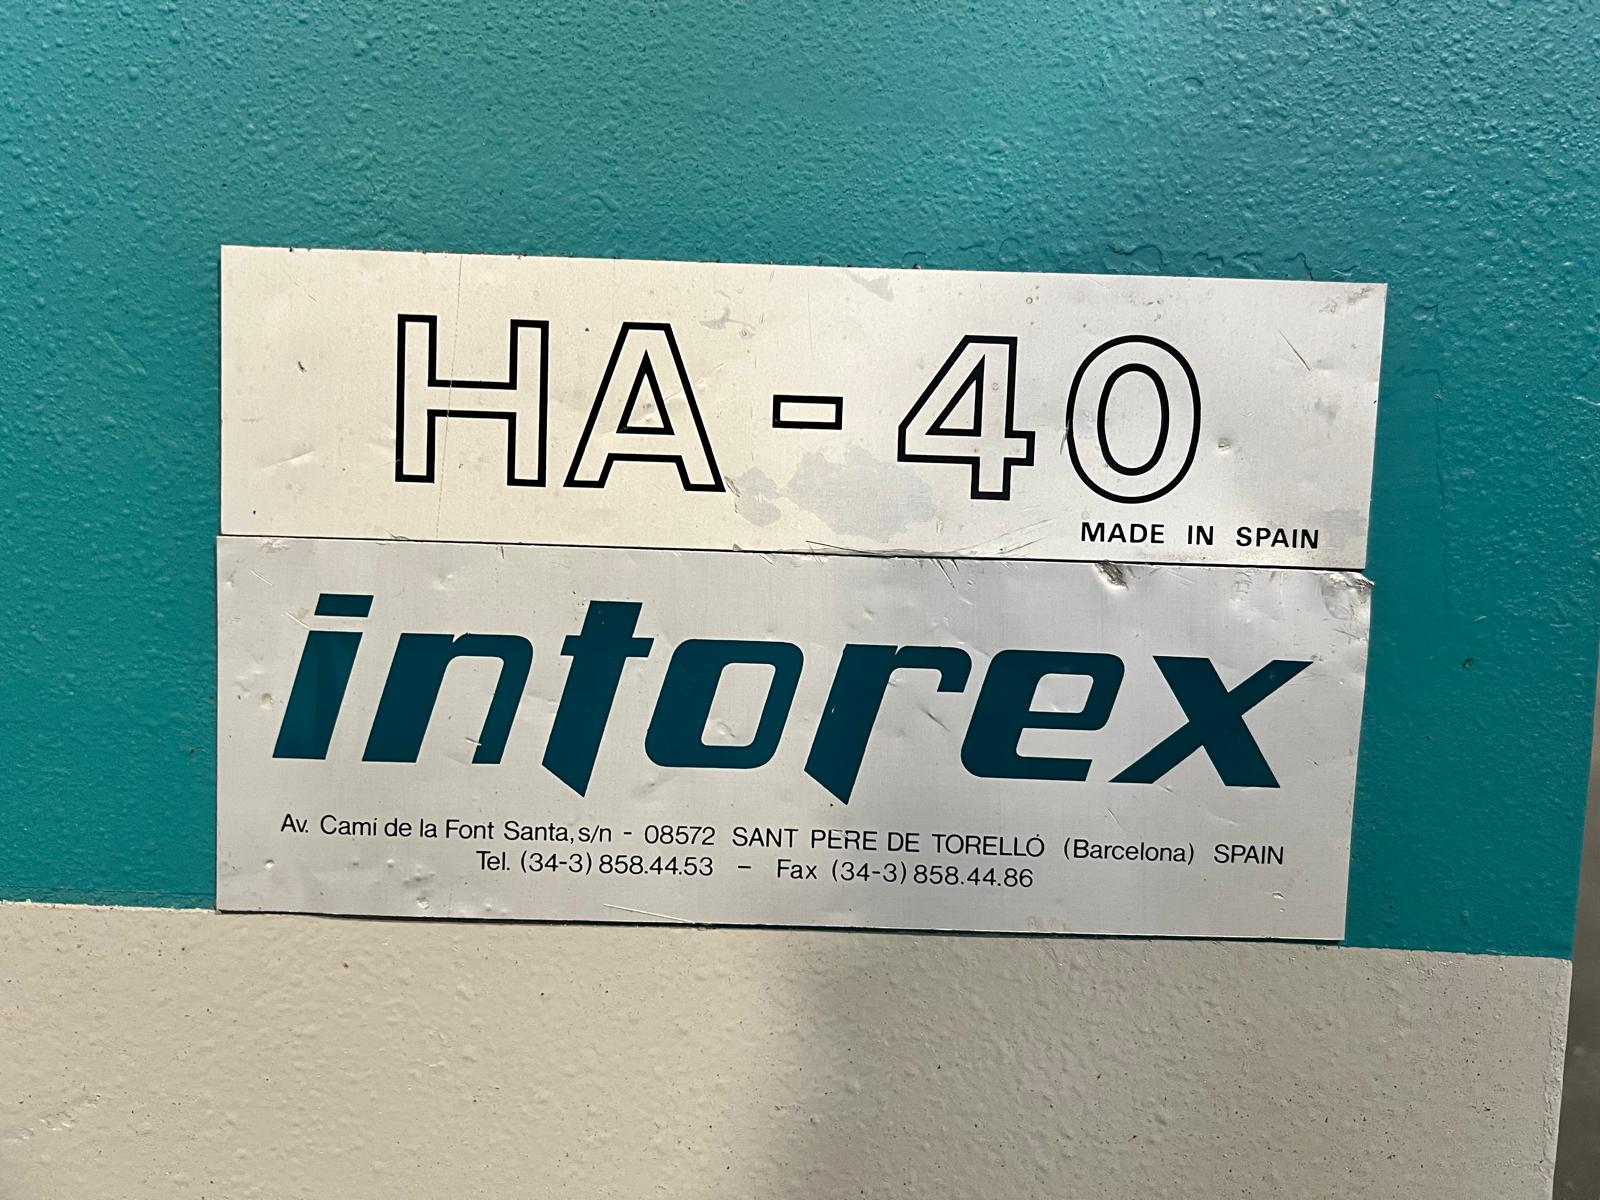 HA-40
MADE IN SPAIN
intorex
Av. Camí de la Font Santa, s/n - 08572 SANT PERE DE TORELLÓ (Barcelona) SPAIN
Tel. (34-3) 858.44.53 – Fax (34-3) 858.44.86